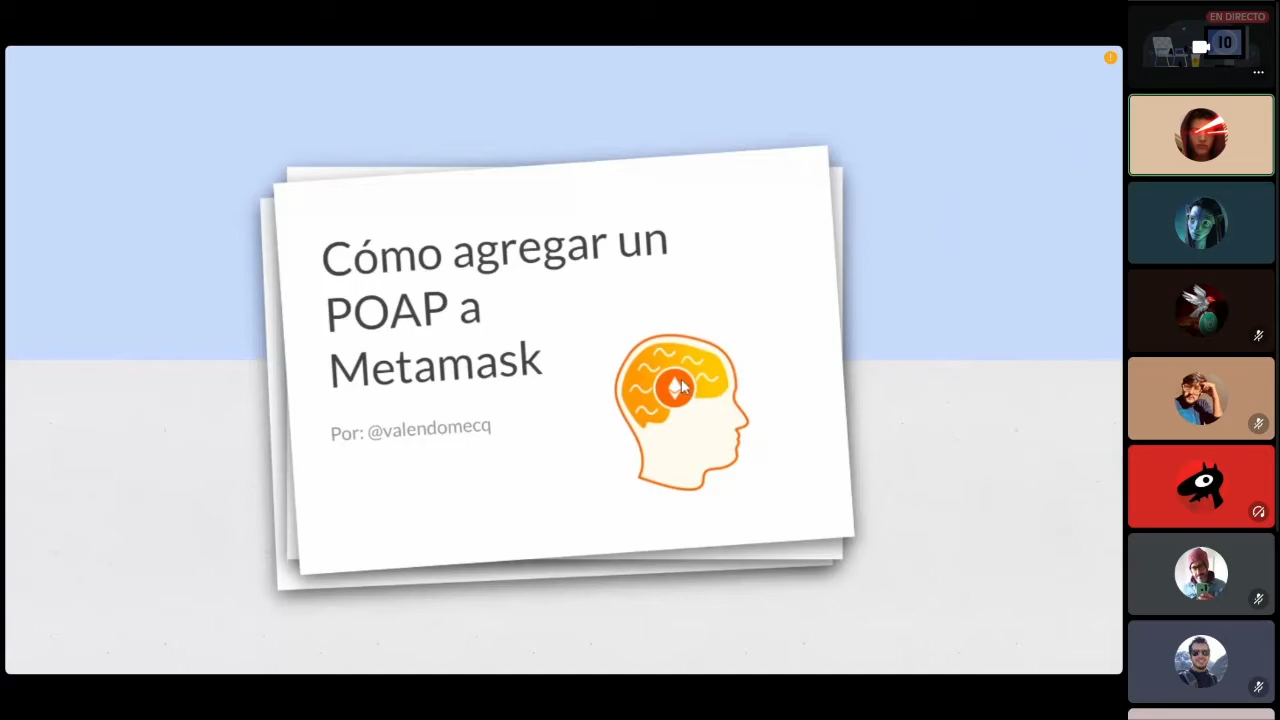 EN DIRECTO
10
Cómo agregar un
POAP a
Metamask
Por: @valendomecq